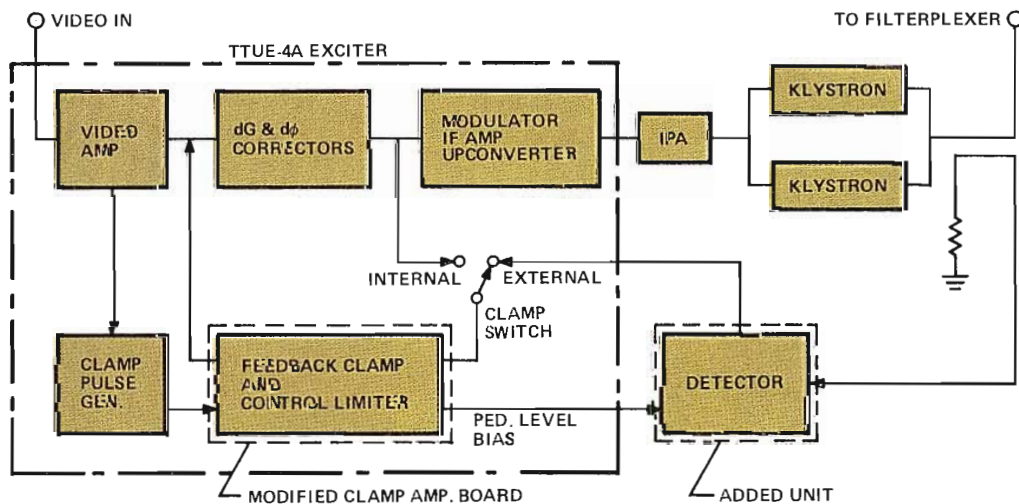 VIDEO IN
TO FILTERPLEXER
TTUE-4A EXCITER
VIDEO
AMP
dG & dφ
CORRECTORS
MODULATOR
IF AMP
UPCONVERTER
IPA
KLYSTRON
KLYSTRON
INTERNAL
EXTERNAL
CLAMP
SWITCH
CLAMP
PULSE
GEN.
FEEDBACK CLAMP
AND
CONTROL LIMITER
PED. LEVEL
BIAS
DETECTOR
MODIFIED CLAMP AMP. BOARD
ADDED UNIT